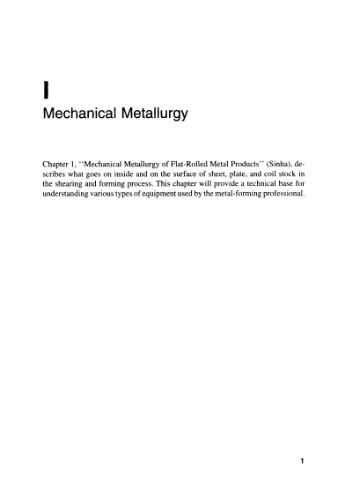 I
Mechanical Metallurgy
Chapter 1, ‘‘Mechanical Metallurgy of Flat-Rolled Metal Products’’ (Sinha), de-
scribes what goes on inside and on the surface of sheet, plate, and coil stock in
the shearing and forming process. This chapter will provide a technical base for
understanding various types of equipment used by the metal-forming professional.
1